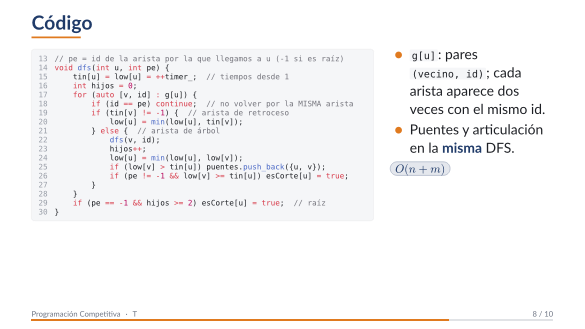 Código
13 // pe = id de la arista por la que llegamos a u (-1 si es raíz)
14 void dfs(int u, int pe) {
15     tin[u] = low[u] = ++timer_;  // tiempos desde 1
16     int hijos = 0;
17     for (auto [v, id] : g[u]) {
18         if (id == pe) continue;  // no volver por la MISMA arista
19         if (tin[v] != -1) {  // arista de retroceso
20             low[u] = min(low[u], tin[v]);
21         } else {  // arista de árbol
22             dfs(v, id);
23             hijos++;
24             low[u] = min(low[u], low[v]);
25             if (low[v] > tin[u]) puentes.push_back({u, v});
26             if (pe != -1 && low[v] >= tin[u]) esCorte[u] = true;
27         }
28     }
29     if (pe == -1 && hijos >= 2) esCorte[u] = true;  // raíz
30 }
• g[u]: pares
(vecino, id); cada
arista aparece dos
veces con el mismo id.
• Puentes y articulación
en la misma DFS.
O(n + m)
Programación Competitiva · T
8 / 10